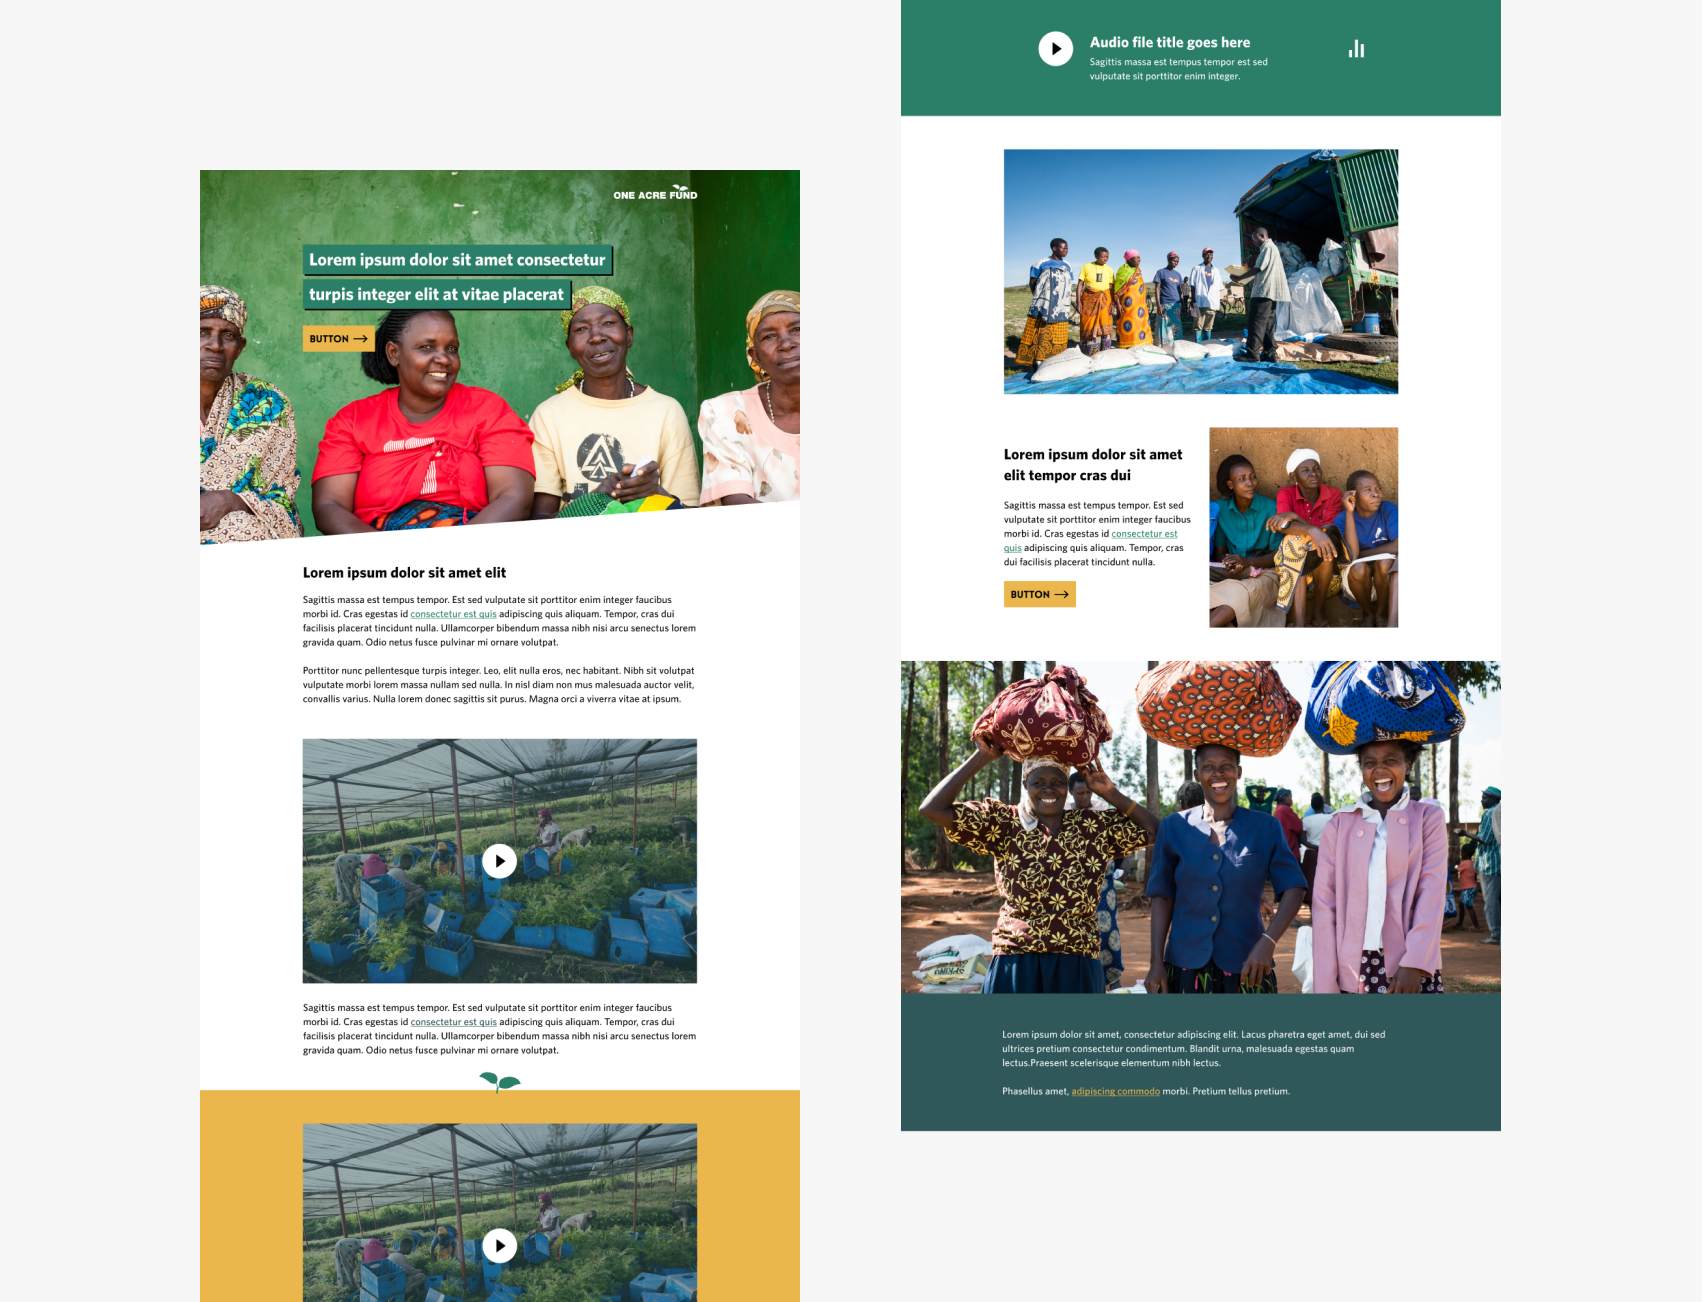 ONE ACRE FUND
Lorem ipsum dolor sit amet consectetur
turpis integer elit at vitae placerat
BUTTON
Lorem ipsum dolor sit amet elit
Sagittis massa est tempus tempor. Est sed vulputate sit porttitor enim integer faucibus
morbi id. Cras egestas id consectetur est quis adipiscing quis aliquam. Tempor, cras dui
facilisis placerat tincidunt nulla. Ullamcorper bibendum massa nibh nisi arcu senectus lorem
gravida quam. Odio netus fusce pulvinar mi ornare volutpat.
Porttitor nunc pellentesque turpis integer. Leo, elit nulla eros, nec habitant. Nibh sit volutpat
vulputate morbi lorem massa nullam sed nulla. In nisl diam non mus malesuada auctor velit,
convallis varius. Nulla lorem donec sagittis sit purus. Magna orci a viverra vitae at ipsum.
Sagittis massa est tempus tempor. Est sed vulputate sit porttitor enim integer faucibus
morbi id. Cras egestas id consectetur est quis adipiscing quis aliquam. Tempor, cras dui
facilisis placerat tincidunt nulla. Ullamcorper bibendum massa nibh nisi arcu senectus lorem
gravida quam. Odio netus fusce pulvinar mi ornare volutpat.
Audio file title goes here
Sagittis massa est tempus tempor est sed
vulputate sit porttitor enim integer.
Lorem ipsum dolor sit amet
elit tempor cras dui
Sagittis massa est tempus tempor. Est sed
vulputate sit porttitor enim integer faucibus
morbi id. Cras egestas id consectetur est
quis adipiscing quis aliquam. Tempor, cras
dui facilisis placerat tincidunt nulla.
BUTTON
Lorem ipsum dolor sit amet, consectetur adipiscing elit. Lacus pharetra eget amet, dui sed
ultrices pretium consectetur condimentum. Blandit urna, malesuada egestas quam
lectus.Praesent scelerisque elementum nibh lectus.
Phasellus amet, adipiscing commodo morbi. Pretium tellus pretium.